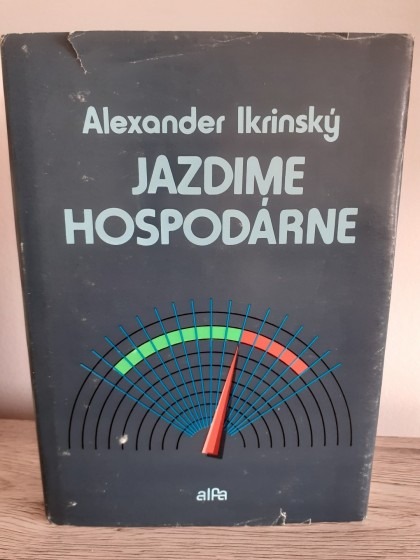 Alexander Ikrinský
JAZDIME
HOSPODÁRNE
alfa